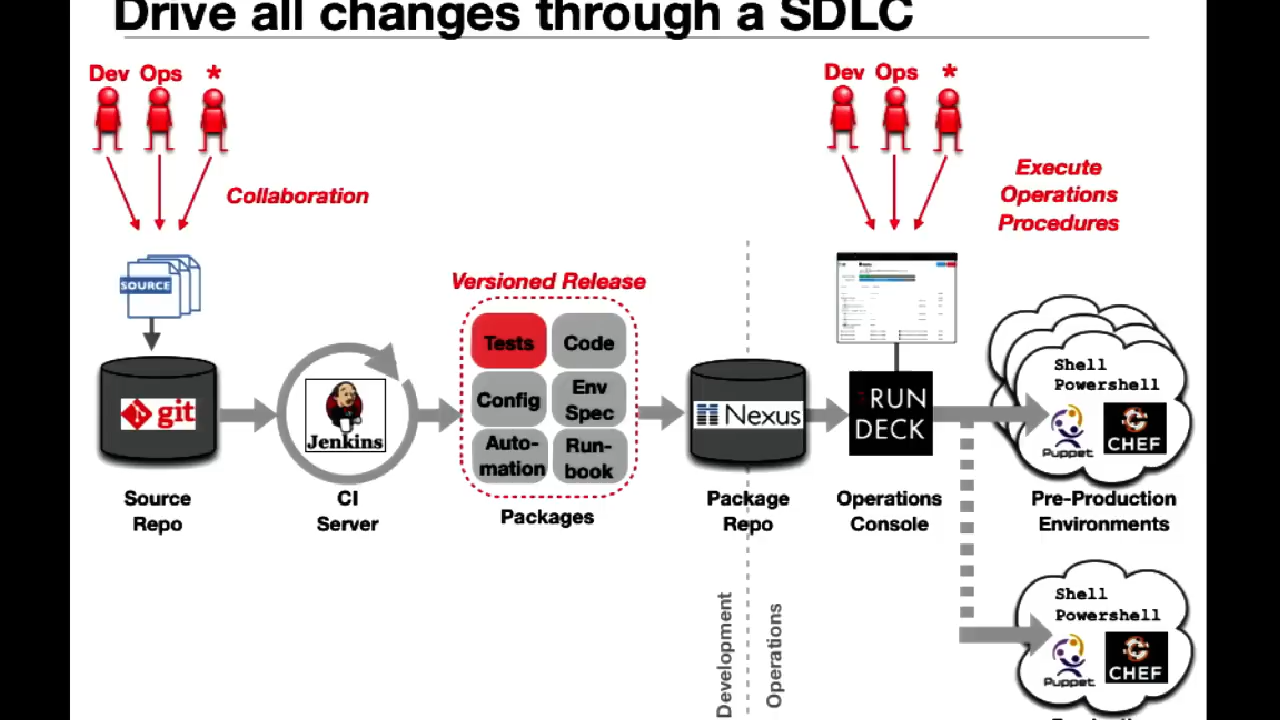 Drive all changes through a SDLC
Dev Ops *
Dev Ops *
Collaboration
Execute
Operations
Procedures
SOURCE
Versioned Release
Tests
Code
Config
Env
Spec
Auto-
mation
Run-
book
git
Jenkins
Nexus
RUN
DECK
Shell
Powershell
Puppet
CHEF
Source
Repo
CI
Server
Packages
Package
Repo
Operations
Console
Pre-Production
Environments
Development
Operations
Shell
Powershell
Puppet
CHEF